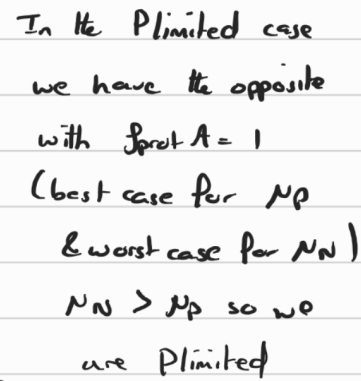 In the Plimited case
we have the opposite
with fprot A = 1
(best case for μp
& worst case for μN)
μN > μp so we
are Plimited